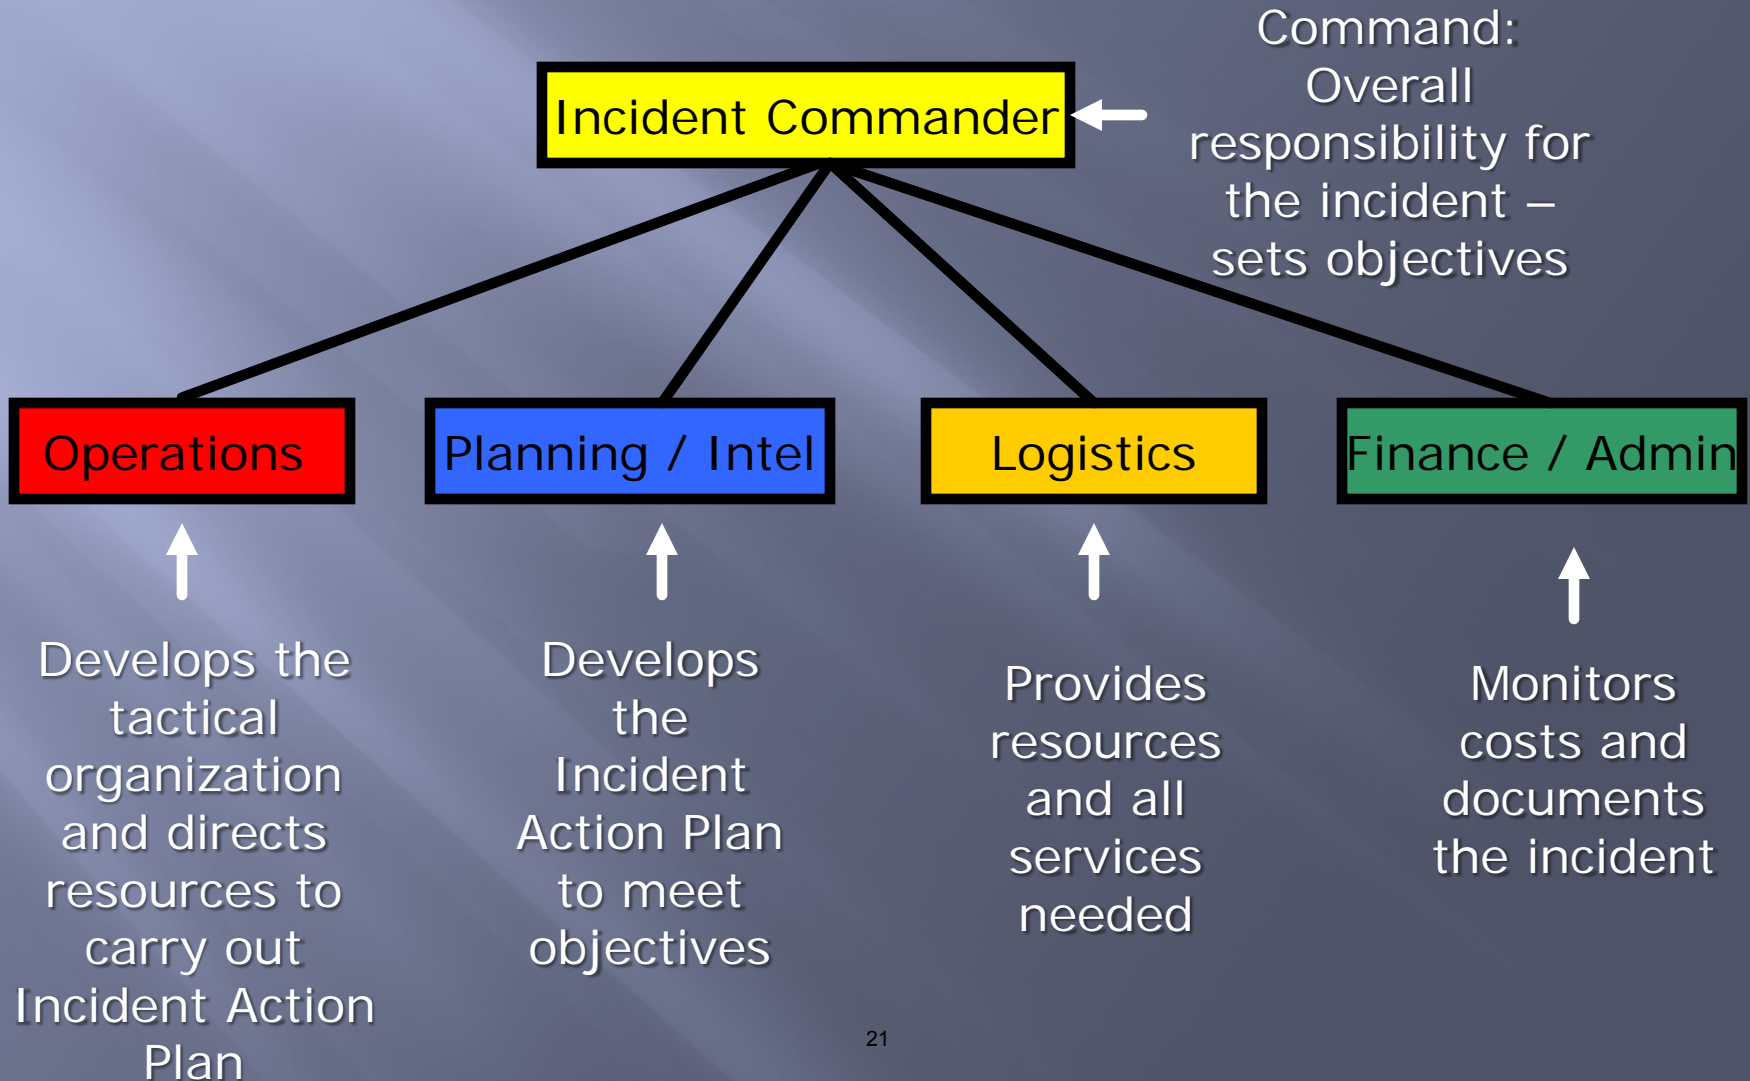 Command:
Overall
responsibility for
the incident –
sets objectives
Incident Commander
Operations
Planning / Intel
Logistics
Finance / Admin
Develops the
tactical
organization
and directs
resources to
carry out
Incident Action
Plan
Develops
the
Incident
Action Plan
to meet
objectives
Provides
resources
and all
services
needed
Monitors
costs and
documents
the incident
21